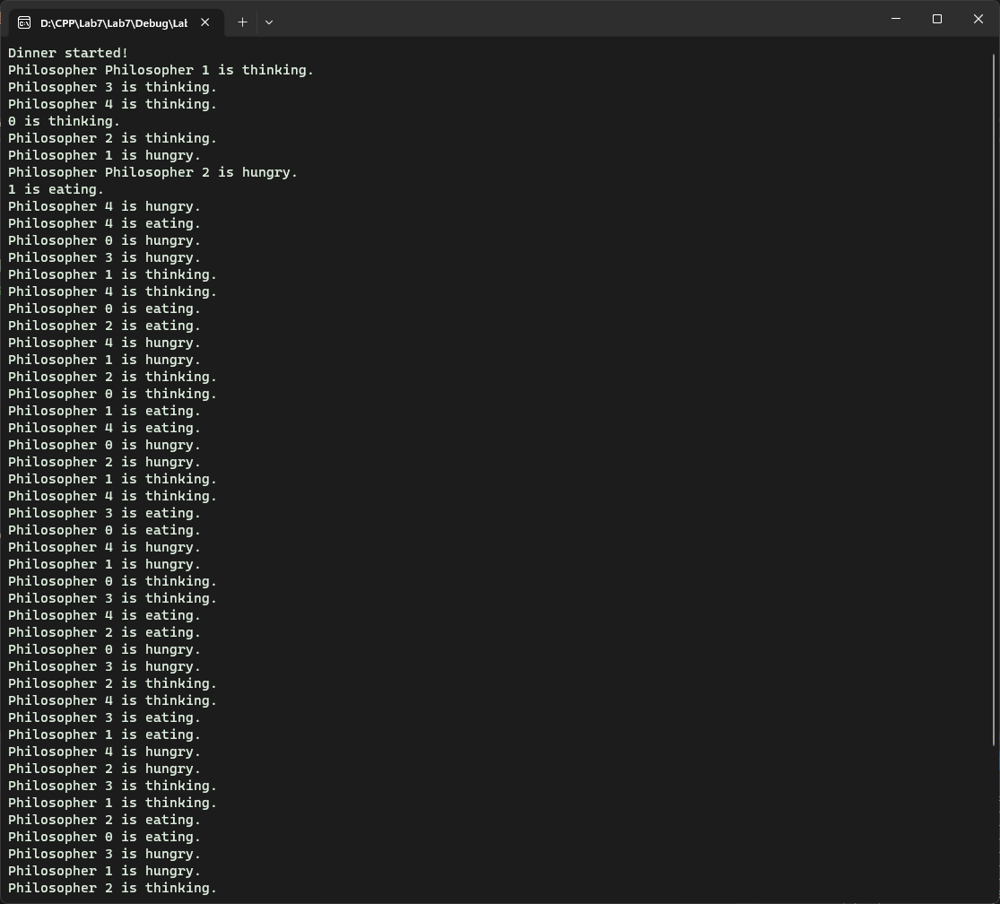 D:\CPP\Lab7\Lab7\Debug\Lab
Dinner started!
Philosopher Philosopher 1 is thinking.
Philosopher 3 is thinking.
Philosopher 4 is thinking.
0 is thinking.
Philosopher 2 is thinking.
Philosopher 1 is hungry.
Philosopher Philosopher 2 is hungry.
1 is eating.
Philosopher 4 is hungry.
Philosopher 4 is eating.
Philosopher 0 is hungry.
Philosopher 3 is hungry.
Philosopher 1 is thinking.
Philosopher 4 is thinking.
Philosopher 0 is eating.
Philosopher 2 is eating.
Philosopher 4 is hungry.
Philosopher 1 is hungry.
Philosopher 2 is thinking.
Philosopher 0 is thinking.
Philosopher 1 is eating.
Philosopher 4 is eating.
Philosopher 0 is hungry.
Philosopher 2 is hungry.
Philosopher 1 is thinking.
Philosopher 4 is thinking.
Philosopher 3 is eating.
Philosopher 0 is eating.
Philosopher 4 is hungry.
Philosopher 1 is hungry.
Philosopher 0 is thinking.
Philosopher 3 is thinking.
Philosopher 4 is eating.
Philosopher 2 is eating.
Philosopher 0 is hungry.
Philosopher 3 is hungry.
Philosopher 2 is thinking.
Philosopher 4 is thinking.
Philosopher 3 is eating.
Philosopher 1 is eating.
Philosopher 4 is hungry.
Philosopher 2 is hungry.
Philosopher 3 is thinking.
Philosopher 1 is thinking.
Philosopher 2 is eating.
Philosopher 0 is eating.
Philosopher 3 is hungry.
Philosopher 1 is hungry.
Philosopher 2 is thinking.